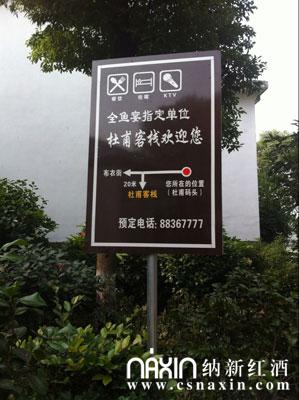 餐饮 住宿 KTV
全鱼宴指定单位
杜甫客栈欢迎您
布衣街
20米
您所在的位置
杜甫客栈
(杜甫码头)
预定电话:88367777
NAXIN 纳新红酒
www.csnaxin.com